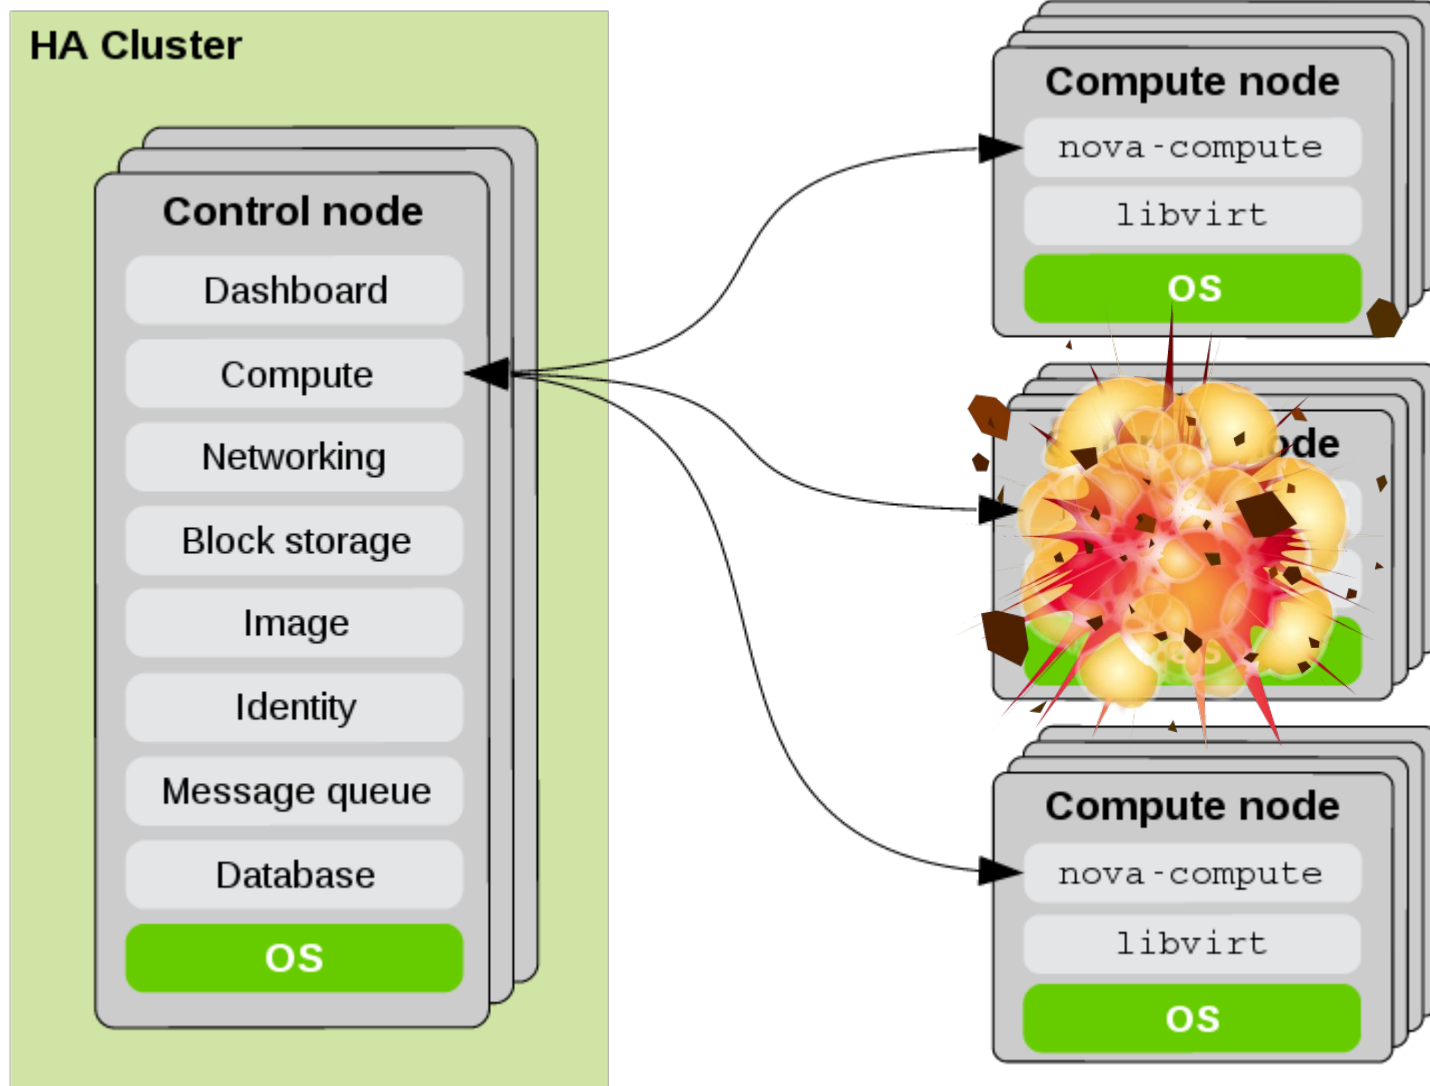 HA Cluster
Control node
Dashboard
Compute
Networking
Block storage
Image
Identity
Message queue
Database
OS
Compute node
nova-compute
libvirt
OS
node
Compute node
nova-compute
libvirt
OS